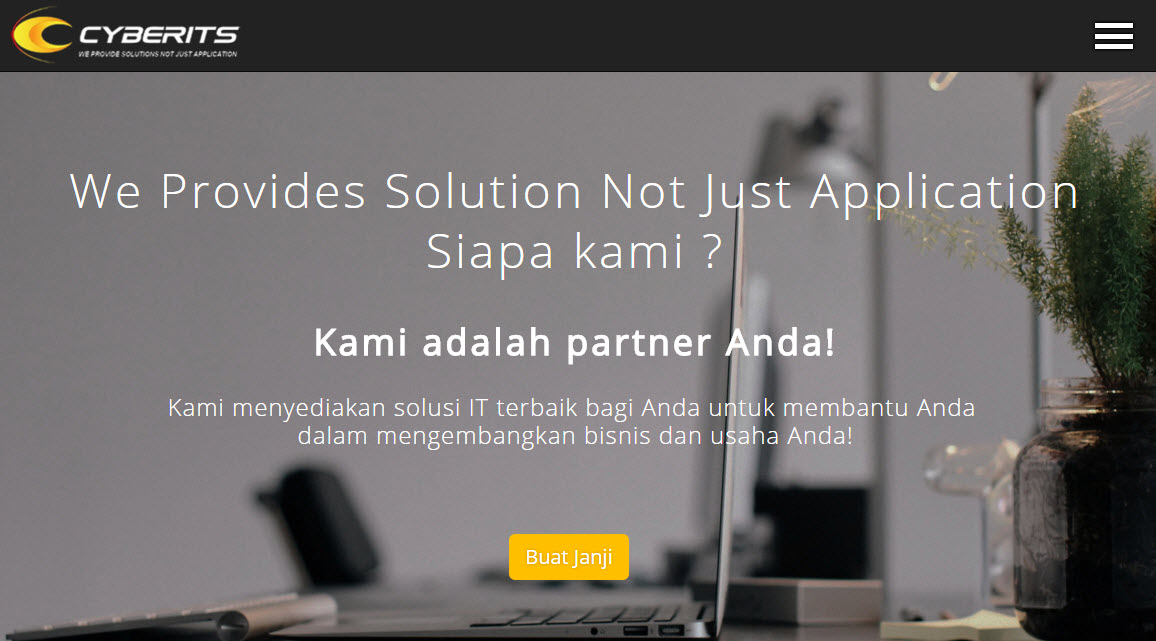 CYBERITS
WE PROVIDE SOLUTIONS NOT JUST APPLICATION
We Provides Solution Not Just Application
Siapa kami ?
Kami adalah partner Anda!
Kami menyediakan solusi IT terbaik bagi Anda untuk membantu Anda
dalam mengembangkan bisnis dan usaha Anda!
Buat Janji